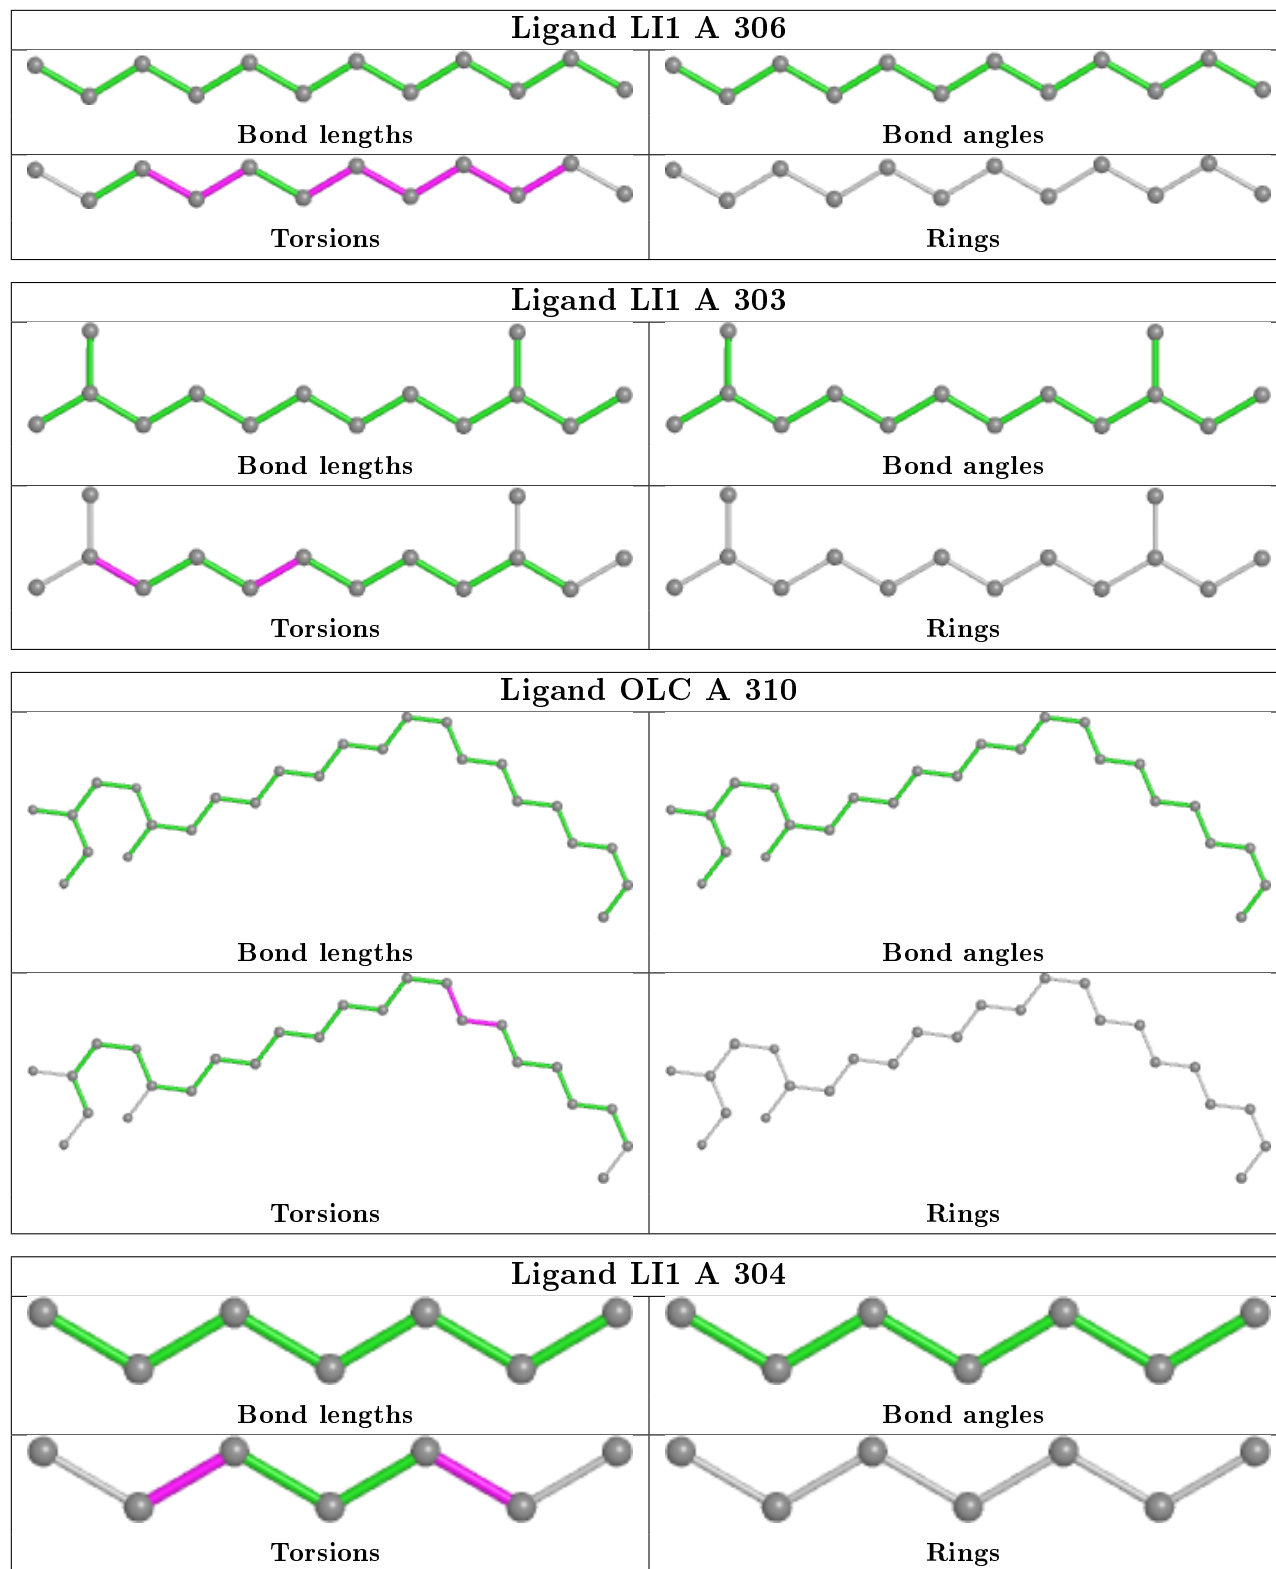 Ligand LI1 A 306
Bond lengths
Bond angles
Torsions
Rings
Ligand LI1 A 303
Bond lengths
Bond angles
Torsions
Rings
Ligand OLC A 310
Bond lengths
Bond angles
Torsions
Rings
Ligand LI1 A 304
Bond lengths
Bond angles
Torsions
Rings